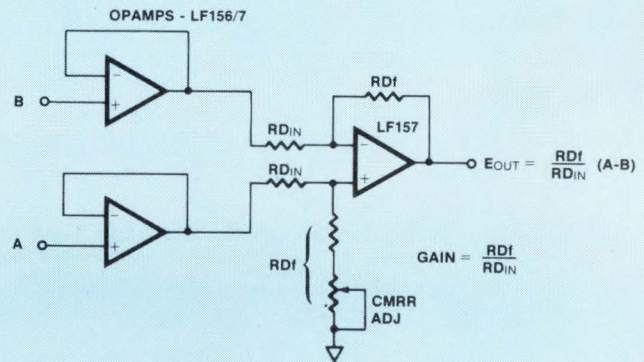 OPAMPS - LF156/7
B
RDf
LF157
RDIN
EOUT = RDf/RDIN (A-B)
RDIN
A
RDf
GAIN = RDf/RDIN
CMRR
ADJ